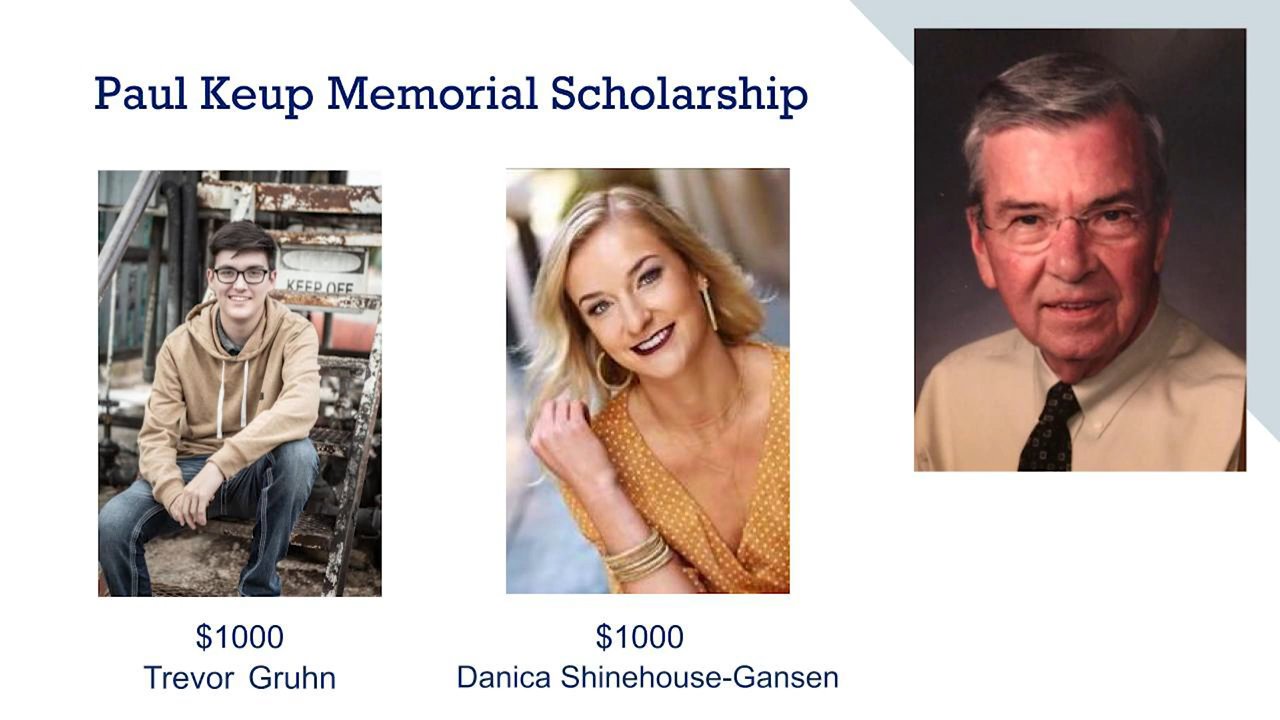 Paul Keup Memorial Scholarship
KEEP OFF
$1000
Trevor Gruhn
$1000
Danica Shinehouse-Gansen